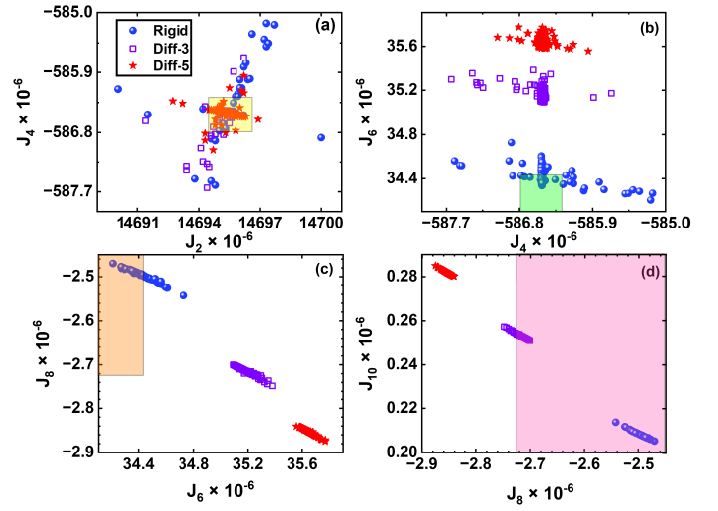 (a)
Rigid
Diff-3
Diff-5
−585.0
−585.9
−586.8
−587.7
J4 × 10-6
14691
14694
14697
14700
J2 × 10-6
(b)
35.6
35.2
34.8
34.4
J6 × 10-6
−587.7
−586.8
−585.9
−585.0
J4 × 10-6
(c)
−2.5
−2.6
−2.7
−2.8
−2.9
J8 × 10-6
34.4
34.8
35.2
35.6
J6 × 10-6
(d)
0.28
0.26
0.24
0.22
0.20
J10 × 10-6
−2.9
−2.8
−2.7
−2.6
−2.5
J8 × 10-6